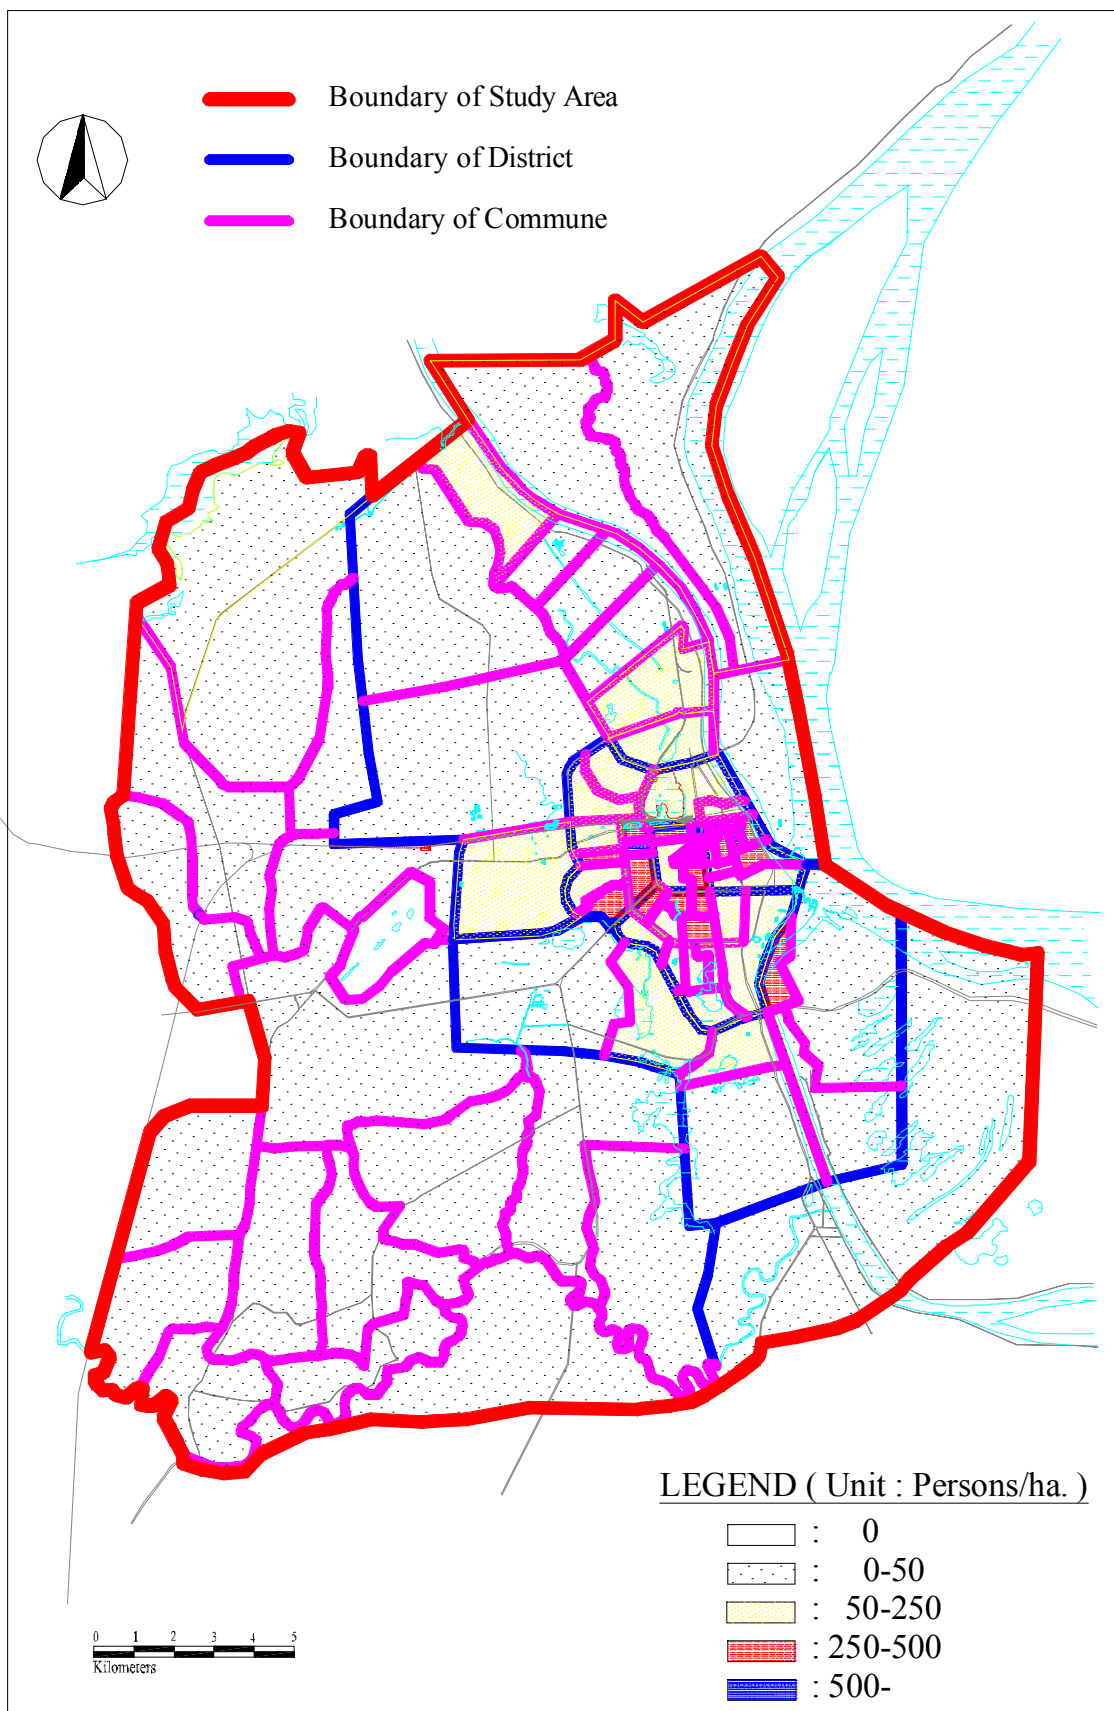 Boundary of Study Area
Boundary of District
Boundary of Commune
LEGEND ( Unit : Persons/ha. )
: 0
: 0-50
: 50-250
: 250-500
: 500-
0 1 2 3 4 5
Kilometers